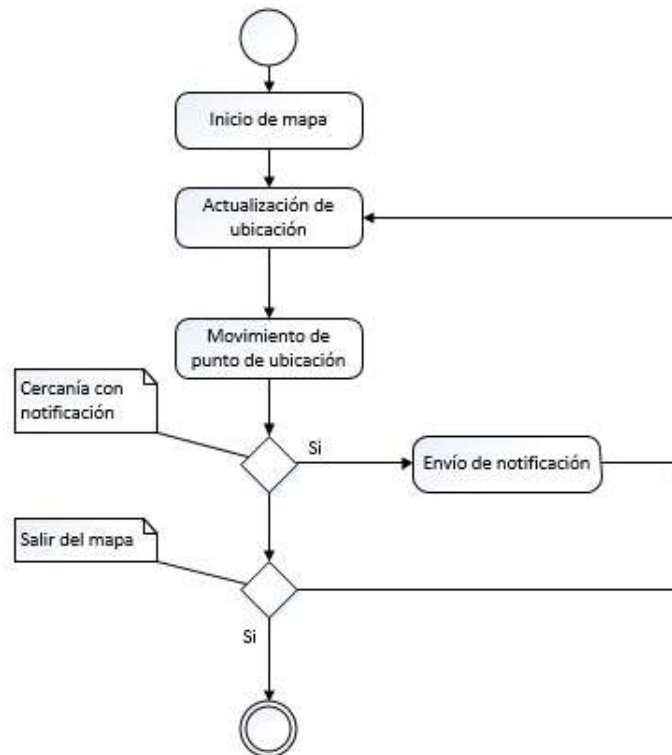 Inicio de mapa
Actualización de
ubicación
Movimiento de
punto de ubicación
Cercanía con
notificación
Si
Envío de notificación
Salir del mapa
Si